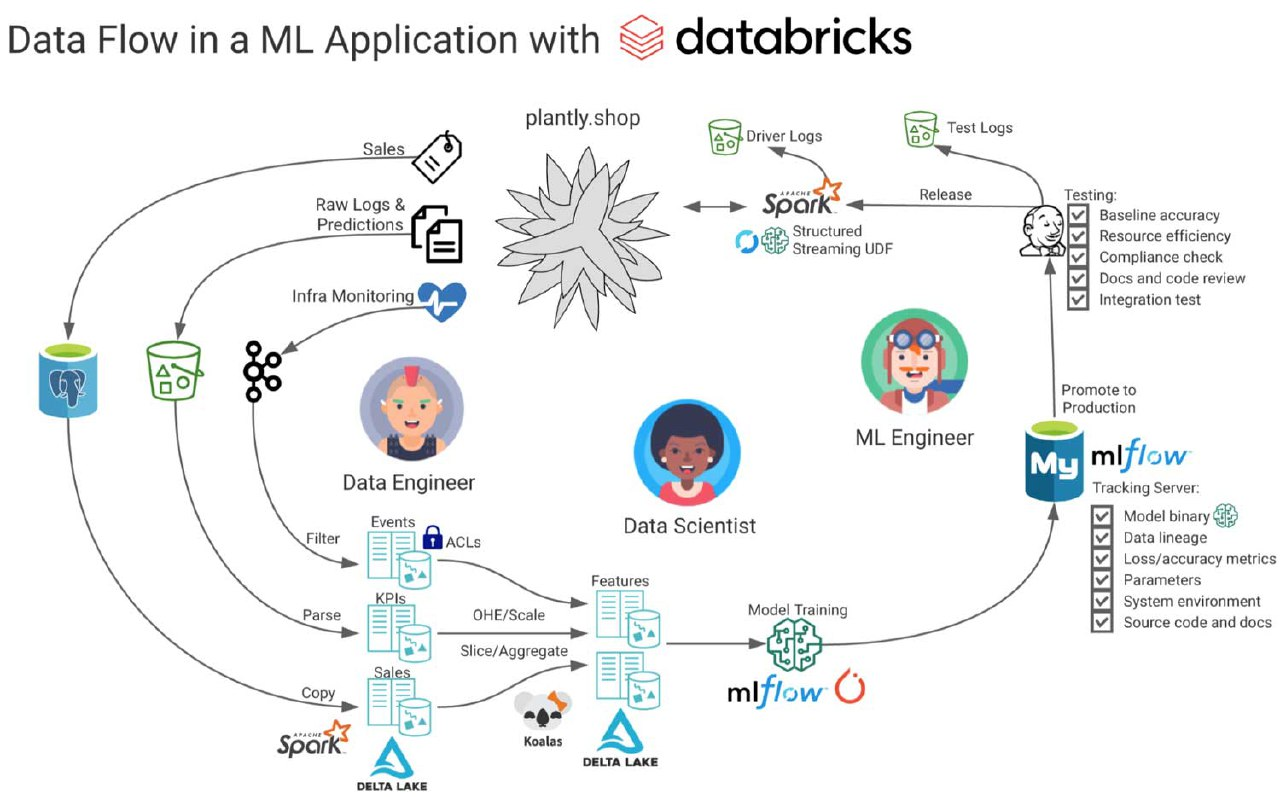 Data Flow in a ML Application with databricks
plantly.shop
Sales
Raw Logs &
Predictions
Infra Monitoring
Driver Logs
Test Logs
APACHE
Spark
Structured
Streaming UDF
Release
Testing:
Baseline accuracy
Resource efficiency
Compliance check
Docs and code review
Integration test
Data Engineer
Data Scientist
ML Engineer
Promote to
Production
My
mlflow
Tracking Server:
Model binary
Data lineage
Loss/accuracy metrics
Parameters
System environment
Source code and docs
Filter
Events
ACLs
Parse
KPIs
OHE/Scale
Copy
Sales
Slice/Aggregate
APACHE
Spark
DELTA LAKE
Koalas
Features
DELTA LAKE
Model Training
mlflow